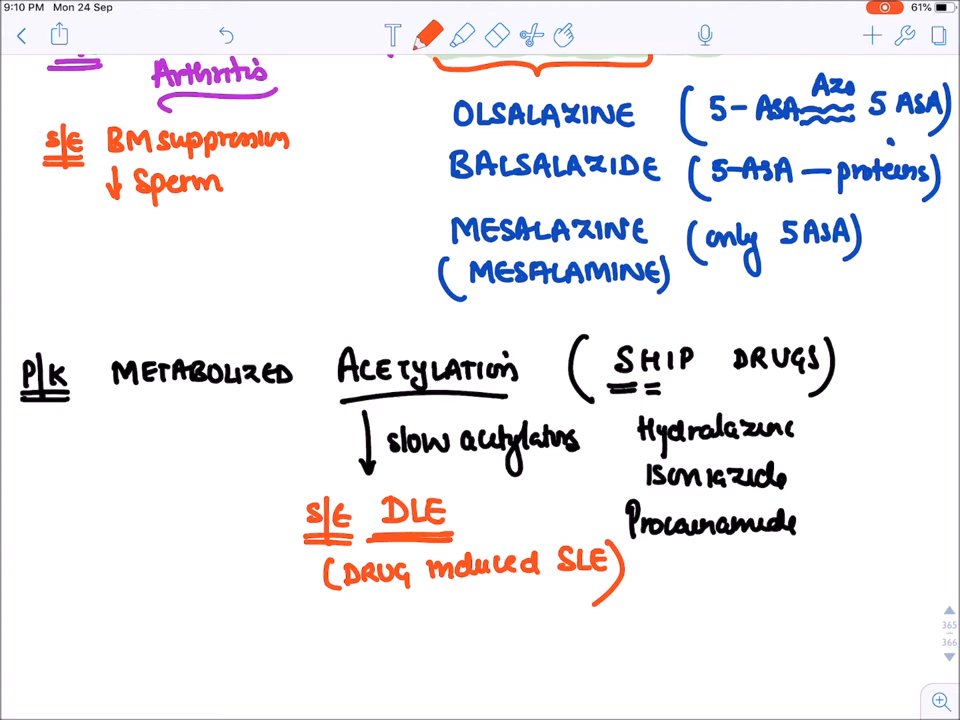 9:10 PM Mon 24 Sep
61%
T
Arthritis
S|E BM suppression
↓ Sperm
OLSALAZINE (5-ASA Azo 5 ASA)
BALSALAZIDE (5-ASA — proteins)
MESALAZINE (only 5 ASA)
(MESALAMINE)
P|K METABOLIZED ACETYLATION (SHIP DRUGS)
↓ slow acetylators
Hydralazine
Isoniazide
Procainamide
S|E DLE
(DRUG induced SLE)
365
366